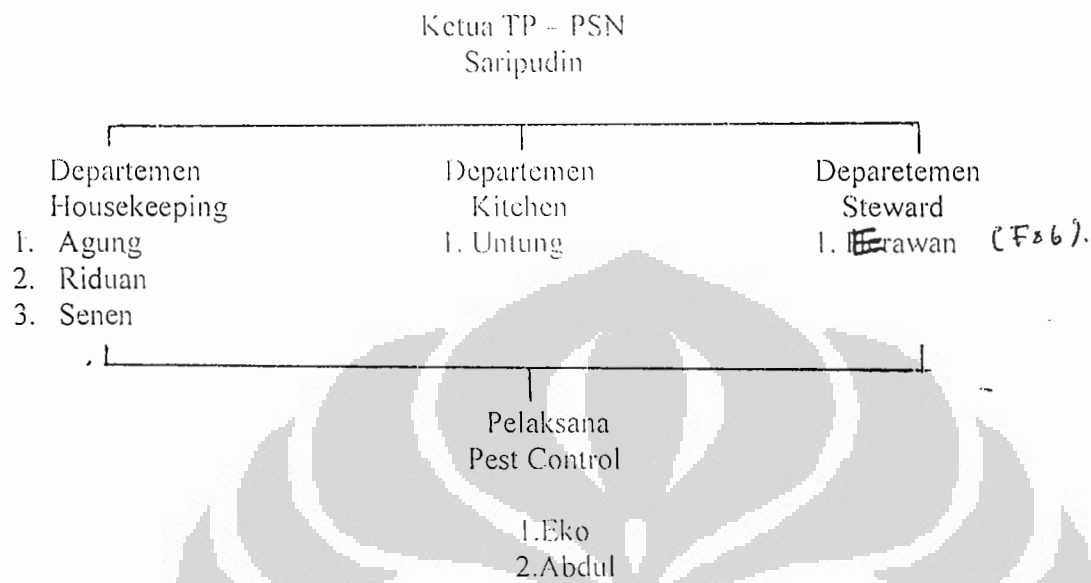 Ketua TP - PSN
Saripudin
Departemen
Housekeeping
1. Agung
2. Riduan
3. Senen
Departemen
Kitchen
1. Untung
Deparetemen
Steward
1. Herawan (F&b).
Pelaksana
Pest Control
1.Eko
2.Abdul